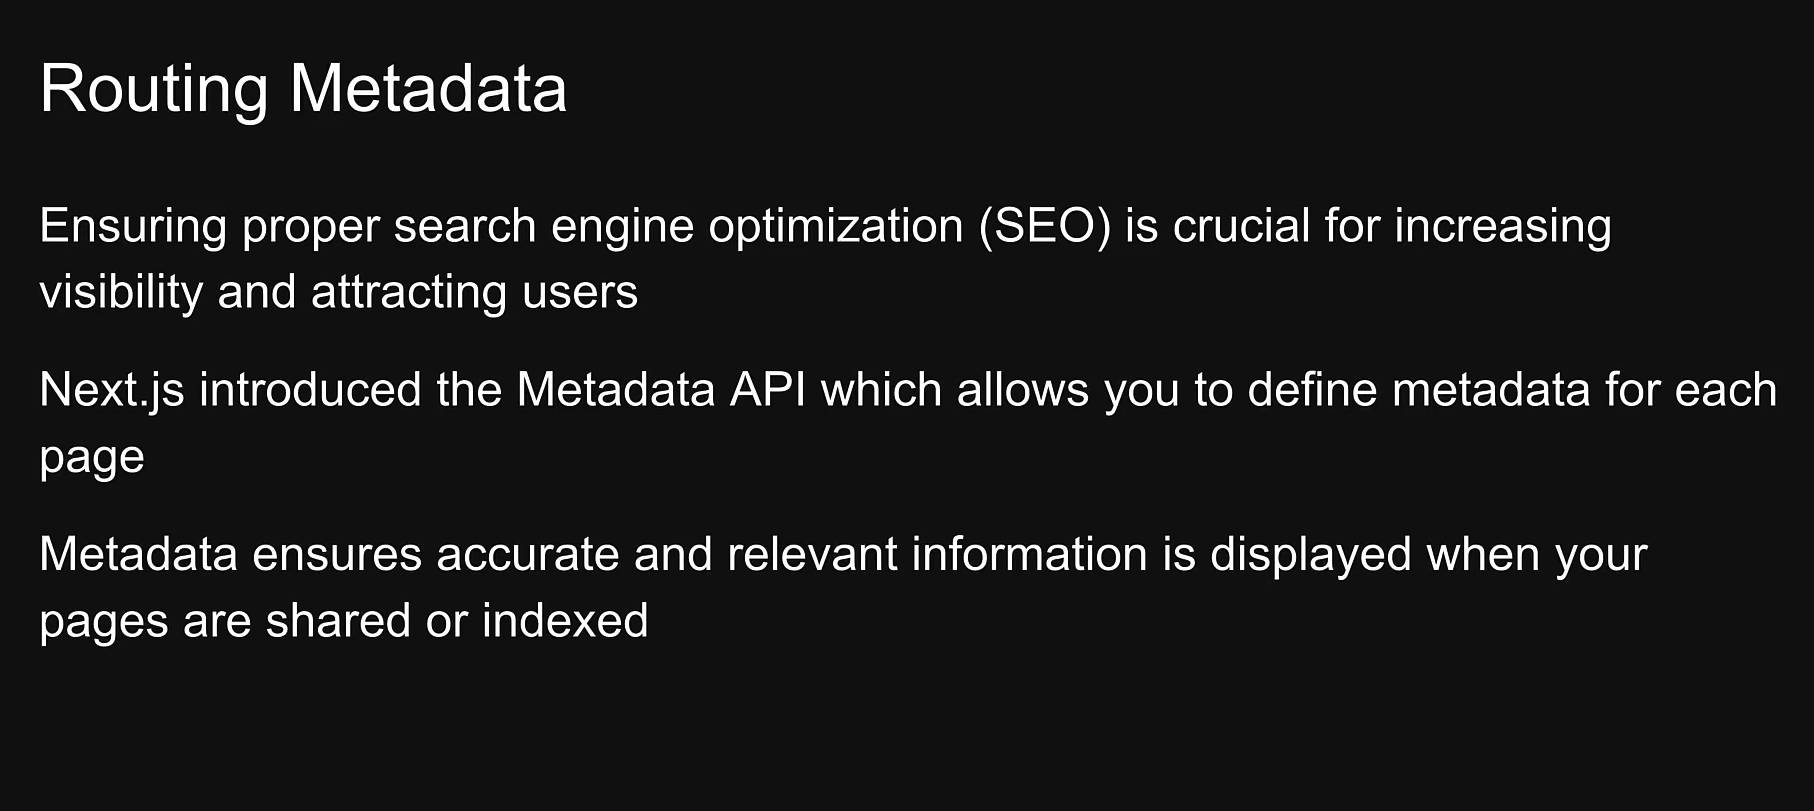 Routing Metadata
Ensuring proper search engine optimization (SEO) is crucial for increasing
visibility and attracting users
Next.js introduced the Metadata API which allows you to define metadata for each
page
Metadata ensures accurate and relevant information is displayed when your
pages are shared or indexed